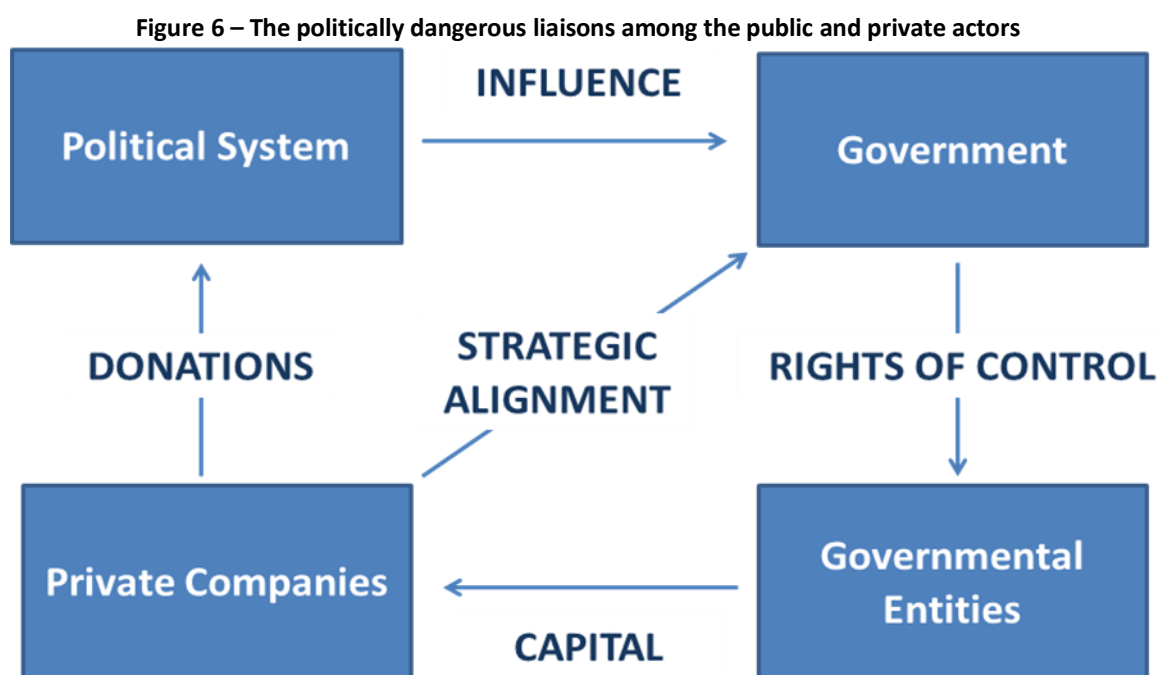 Figure 6 – The politically dangerous liaisons among the public and private actors
INFLUENCE
Political System
Government
STRATEGIC
ALIGNMENT
DONATIONS
RIGHTS OF CONTROL
Private Companies
Governmental
Entities
CAPITAL